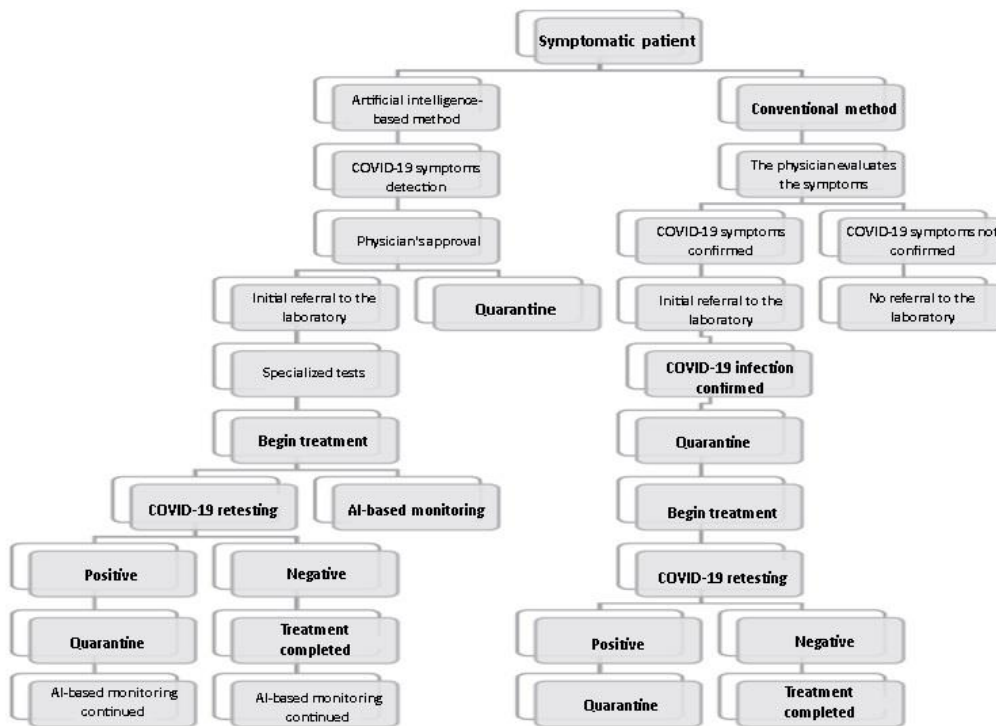 Symptomatic patient
Artificial intelligence-
based method
Conventional method
COVID-19 symptoms
detection
The physician evaluates
the symptoms
Physician's approval
COVID-19 symptoms
confirmed
COVID-19 symptoms not
confirmed
Initial referral to the
laboratory
Quarantine
Initial referral to the
laboratory
No referral to the
laboratory
Specialized tests
COVID-19 infection
confirmed
Begin treatment
Quarantine
COVID-19 retesting
AI-based monitoring
Begin treatment
Positive
Negative
COVID-19 retesting
Quarantine
Treatment
completed
Positive
Negative
AI-based monitoring
continued
AI-based monitoring
continued
Quarantine
Treatment
completed